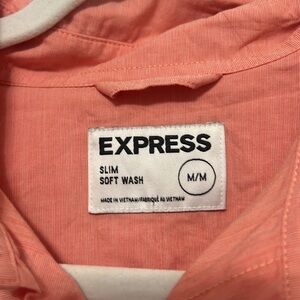 EXPRESS
SLIM
SOFT WASH
M/M
MADE IN VIETNAM/FABRIQUÉ AU VIETNAM